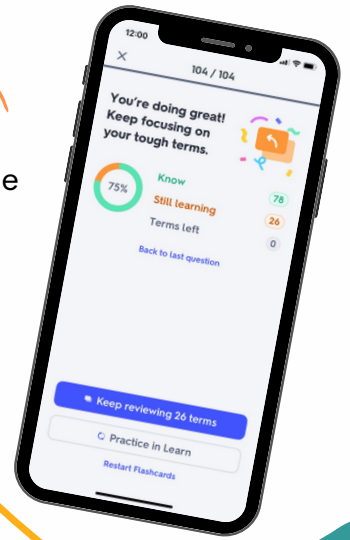 12:00
104 / 104
You're doing great!
Keep focusing on
your tough terms.
e
75%
Know 78
Still learning 26
Terms left 0
Back to last question
Keep reviewing 26 terms
Practice in Learn
Restart Flashcards